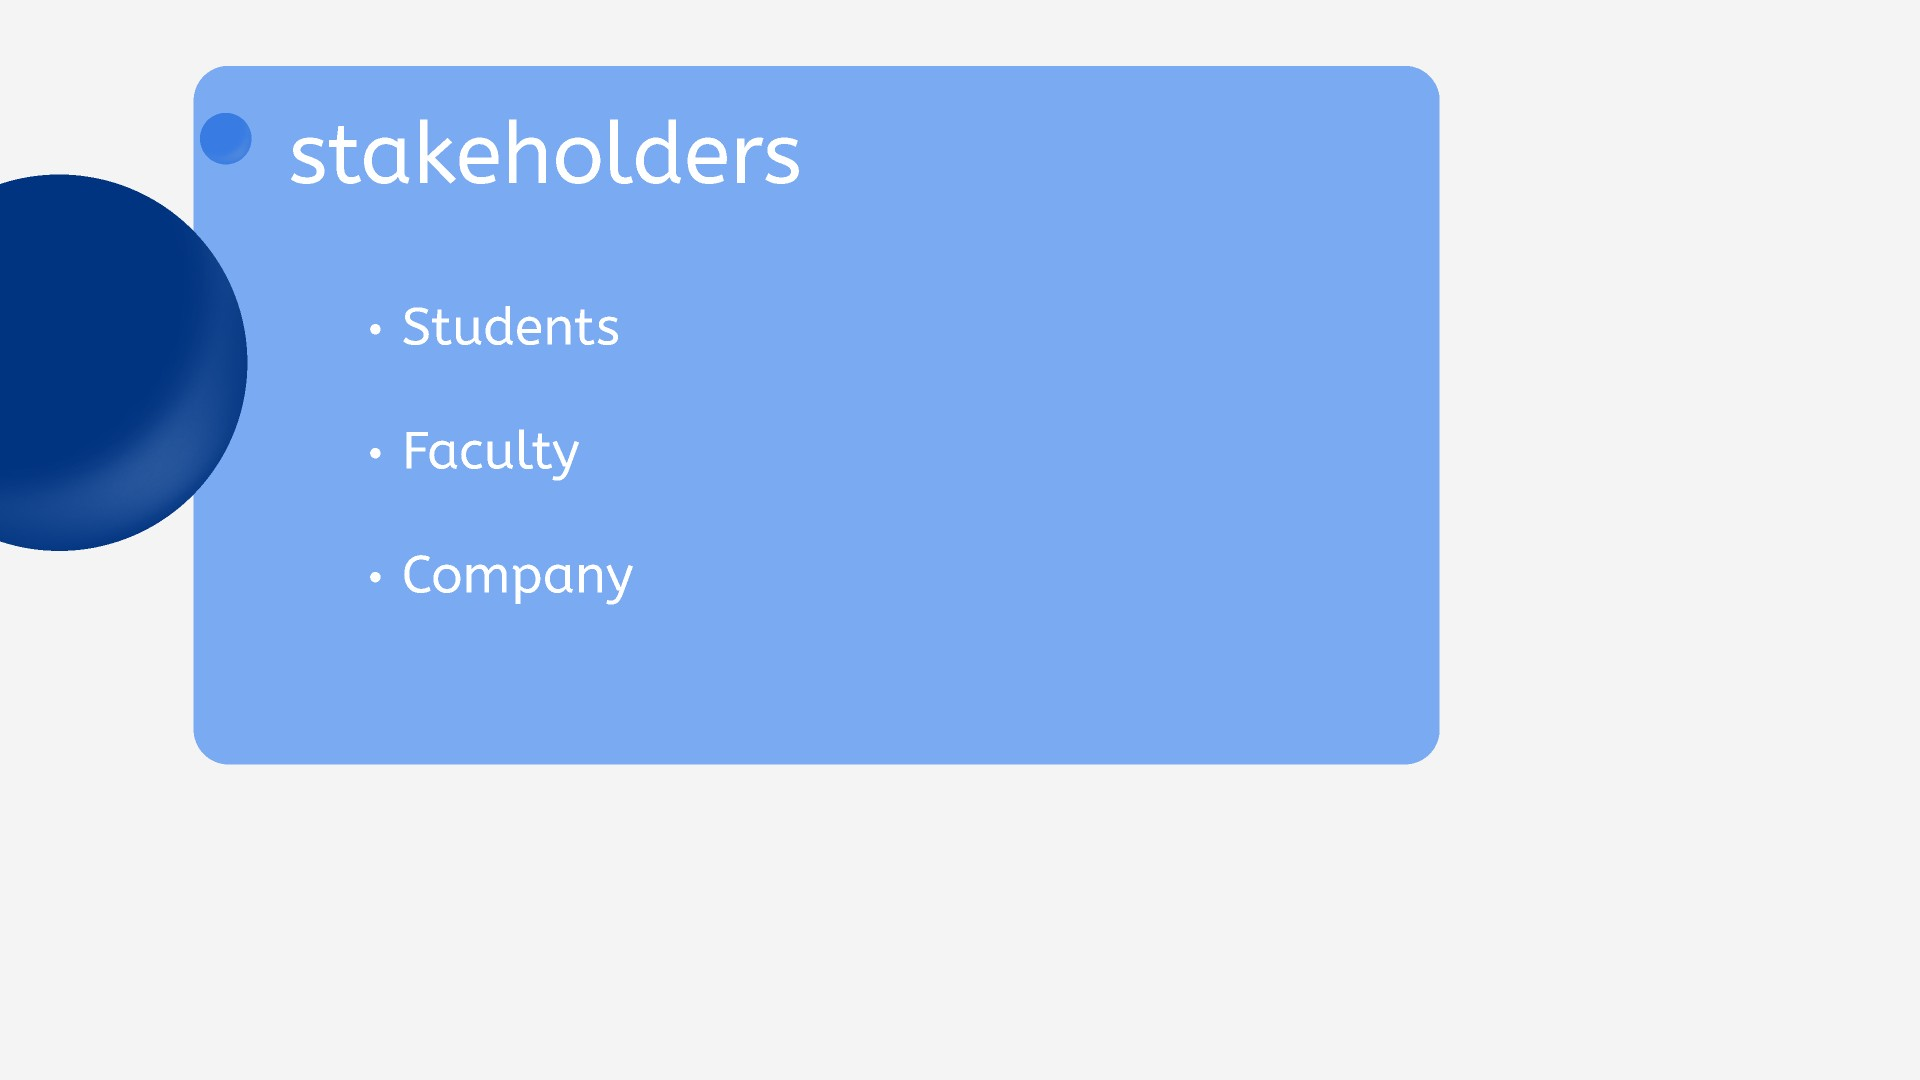 stakeholders
• Students
• Faculty
• Company